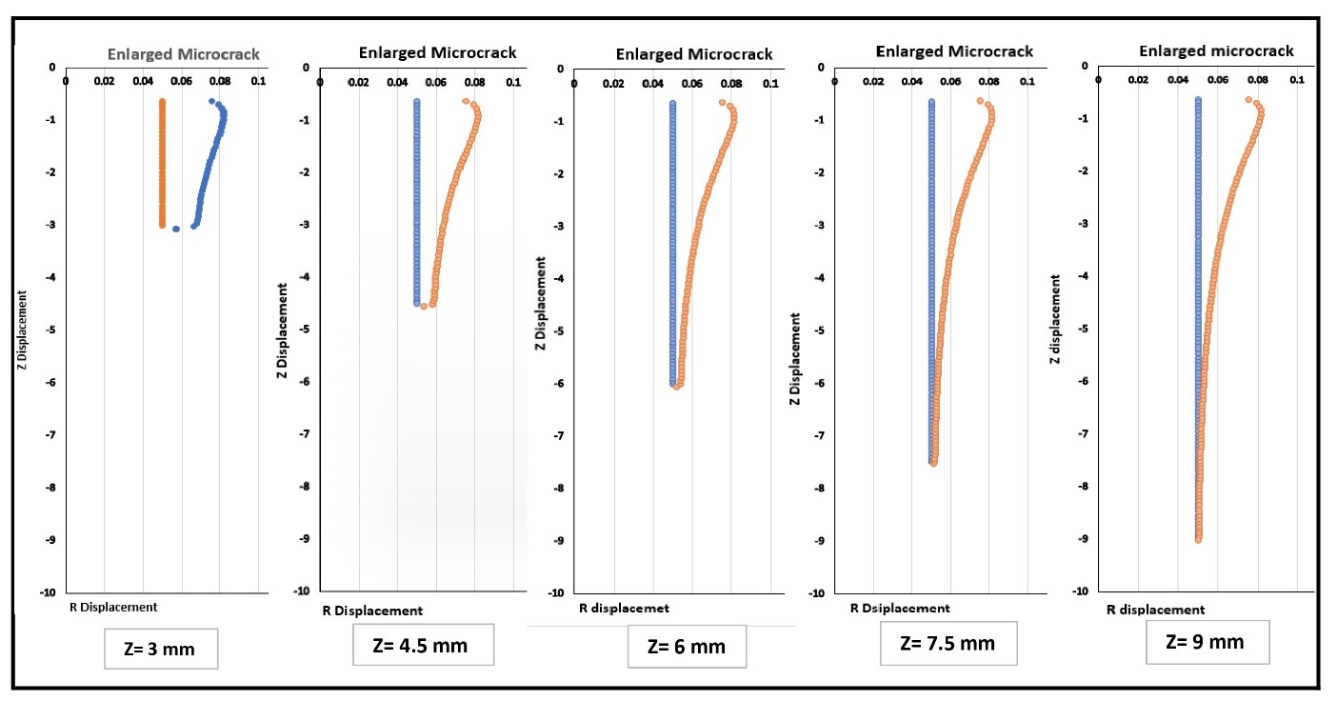 Enlarged Microcrack
0 0.02 0.04 0.06 0.08 0.1
0
-1
-2
-3
-4
-5
-6
-7
-8
-9
-10
Z Displacement
R Displacement
Z= 3 mm
Enlarged Microcrack
0 0.02 0.04 0.06 0.08 0.1
0
-1
-2
-3
-4
-5
-6
-7
-8
-9
-10
Z Displacement
R Displacement
Z= 4.5 mm
Enlarged Microcrack
0 0.02 0.04 0.06 0.08 0.1
0
-1
-2
-3
-4
-5
-6
-7
-8
-9
-10
Z Displacement
R displacemet
Z= 6 mm
Enlarged Microcrack
0 0.02 0.04 0.06 0.08 0.1
0
-1
-2
-3
-4
-5
-6
-7
-8
-9
-10
Z Displacement
R Dsiplacement
Z= 7.5 mm
Enlarged microcrack
0 0.02 0.04 0.06 0.08 0.1
0
-1
-2
-3
-4
-5
-6
-7
-8
-9
-10
Z displacement
R displacement
Z= 9 mm